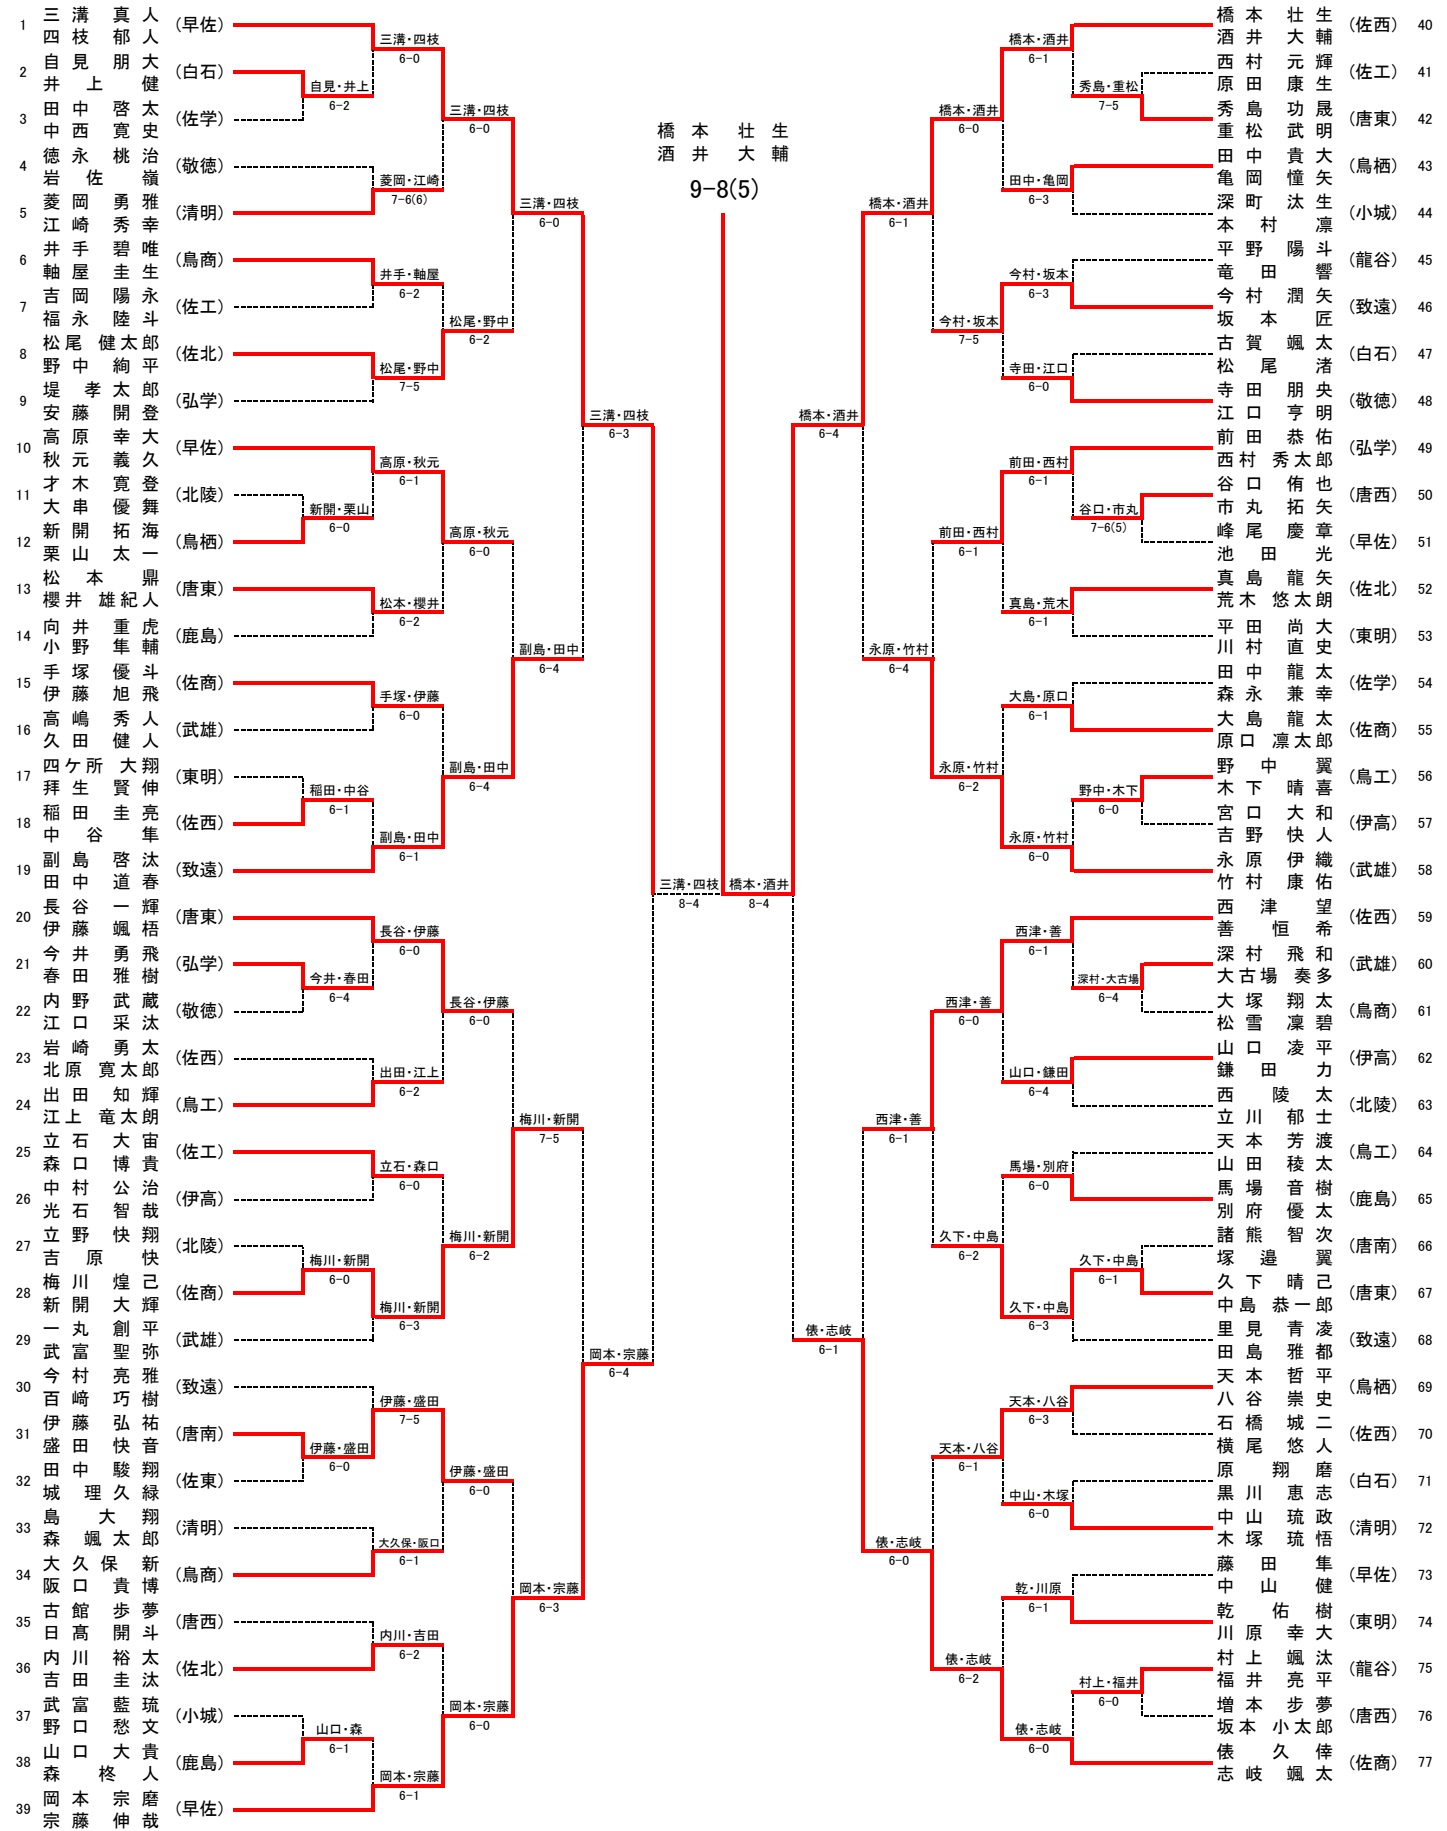 1 三溝 真人 四枝 郁人 (早佐)
2 自見 朋大 井上 健 (白石)
3 田中 啓太 中西 寛史 (佐学)
4 徳永 桃治 岩佐 嶺 (敬徳)
5 菱岡 勇雅 江崎 秀幸 (清明)
6 井手 碧唯 軸屋 圭生 (鳥商)
7 吉岡 陽永 福永 陸斗 (佐工)
8 松尾 健太郎 野中 絢平 (佐北)
9 堤 孝太郎 安藤 開登 (弘学)
10 高原 幸大 秋元 義久 (早佐)
11 才木 寛登 大串 優舞 (北陵)
12 新開 拓海 栗山 太一 (鳥栖)
13 松本 鼎 櫻井 雄紀人 (唐東)
14 向井 重虎 小野 隼輔 (鹿島)
15 手塚 優斗 伊藤 旭飛 (佐商)
16 高嶋 秀人 久田 健人 (武雄)
17 四ケ所 大翔 拜生 賢伸 (東明)
18 稲田 圭亮 中谷 隼 (佐西)
19 副島 啓汰 田中 道春 (致遠)
20 長谷 一輝 伊藤 颯梧 (唐東)
21 今井 勇飛 春田 雅樹 (弘学)
22 内野 武蔵 江口 采汰 (敬徳)
23 岩崎 勇太 北原 寛太郎 (佐西)
24 出田 知輝 江上 竜太朗 (鳥工)
25 立石 大宙 森口 博貴 (佐工)
26 中村 公治 光石 智哉 (伊高)
27 立野 快翔 吉原 快 (北陵)
28 梅川 煌己 新開 大輝 (佐商)
29 一丸 創平 武富 聖弥 (武雄)
30 今村 亮雅 百﨑 巧樹 (致遠)
31 伊藤 弘祐 盛田 快音 (唐南)
32 田中 駿翔 城 理久緑 (佐東)
33 島 大翔 森 颯太郎 (清明)
34 大久保 新 阪口 貴博 (鳥商)
35 古館 歩夢 日髙 開斗 (唐西)
36 内川 裕太 吉田 圭汰 (佐北)
37 武富 藍琉 野口 愁文 (小城)
38 山口 大貴 森 柊人 (鹿島)
39 岡本 宗磨 宗藤 伸哉 (早佐)
三溝・四枝 6-0
自見・井上 6-2
三溝・四枝 6-0
菱岡・江崎 7-6(6)
三溝・四枝 6-0
井手・軸屋 6-2
松尾・野中 6-2
松尾・野中 7-5
三溝・四枝 6-3
高原・秋元 6-1
新開・栗山 6-0
高原・秋元 6-0
松本・櫻井 6-2
副島・田中 6-4
手塚・伊藤 6-0
副島・田中 6-4
稲田・中谷 6-1
副島・田中 6-1
三溝・四枝 8-4
長谷・伊藤 6-0
今井・春田 6-4
長谷・伊藤 6-0
出田・江上 6-2
梅川・新開 7-5
立石・森口 6-0
梅川・新開 6-2
梅川・新開 6-0
梅川・新開 6-3
岡本・宗藤 6-4
伊藤・盛田 7-5
伊藤・盛田 6-0
伊藤・盛田 6-0
大久保・阪口 6-1
岡本・宗藤 6-3
内川・吉田 6-2
岡本・宗藤 6-0
山口・森 6-1
岡本・宗藤 6-1
橋本 壮生
酒井 大輔
9-8(5)
橋本・酒井 6-1
秀島・重松 7-5
橋本・酒井 6-0
田中・亀岡 6-3
橋本・酒井 6-1
今村・坂本 6-3
今村・坂本 7-5
寺田・江口 6-0
橋本・酒井 6-4
前田・西村 6-1
谷口・市丸 7-6(5)
前田・西村 6-1
真島・荒木 6-1
永原・竹村 6-4
大島・原口 6-1
永原・竹村 6-2
野中・木下 6-0
永原・竹村 6-0
橋本・酒井 8-4
西津・善 6-1
深村・大古場 6-4
西津・善 6-0
山口・鎌田 6-4
西津・善 6-1
馬場・別府 6-0
久下・中島 6-2
久下・中島 6-1
久下・中島 6-3
俵・志岐 6-1
天本・八谷 6-3
天本・八谷 6-1
中山・木塚 6-0
俵・志岐 6-0
乾・川原 6-1
俵・志岐 6-2
村上・福井 6-0
俵・志岐 6-0
橋本 壮生 酒井 大輔 (佐西) 40
西村 元輝 原田 康生 (佐工) 41
秀島 功晟 重松 武明 (唐東) 42
田中 貴大 亀岡 憧矢 (鳥栖) 43
深町 汰生 本村 凛 (小城) 44
平野 陽斗 竜田 響 (龍谷) 45
今村 潤矢 坂本 匠 (致遠) 46
古賀 颯太 松尾 渚 (白石) 47
寺田 朋央 江口 亨明 (敬徳) 48
前田 恭佑 西村 秀太郎 (弘学) 49
谷口 侑也 市丸 拓矢 (唐西) 50
峰尾 慶章 池田 光 (早佐) 51
真島 龍矢 荒木 悠太朗 (佐北) 52
平田 尚大 川村 直史 (東明) 53
田中 龍太 森永 兼幸 (佐学) 54
大島 龍太 原口 凛太郎 (佐商) 55
野中 翼 木下 晴喜 (鳥工) 56
宮口 大和 吉野 快人 (伊高) 57
永原 伊織 竹村 康佑 (武雄) 58
西津 望 善 恒希 (佐西) 59
深村 飛和 大古場 奏多 (武雄) 60
大塚 翔太 松雪 凜碧 (鳥商) 61
山口 凌平 鎌田 力 (伊高) 62
西 陵太 立川 郁士 (北陵) 63
天本 芳渡 山田 稜太 (鳥工) 64
馬場 音樹 別府 優太 (鹿島) 65
諸熊 智次 塚邉 翼 (唐南) 66
久下 晴己 中島 恭一郎 (唐東) 67
里見 青凌 田島 雅都 (致遠) 68
天本 哲平 八谷 崇史 (鳥栖) 69
石橋 城二 横尾 悠人 (佐西) 70
原 翔磨 黒川 恵志 (白石) 71
中山 琉政 木塚 琉悟 (清明) 72
藤田 隼 中山 健 (早佐) 73
乾 佑樹 川原 幸大 (東明) 74
村上 颯汰 福井 亮平 (龍谷) 75
増本 歩夢 坂本 小太郎 (唐西) 76
俵 久倖 志岐 颯太 (佐商) 77